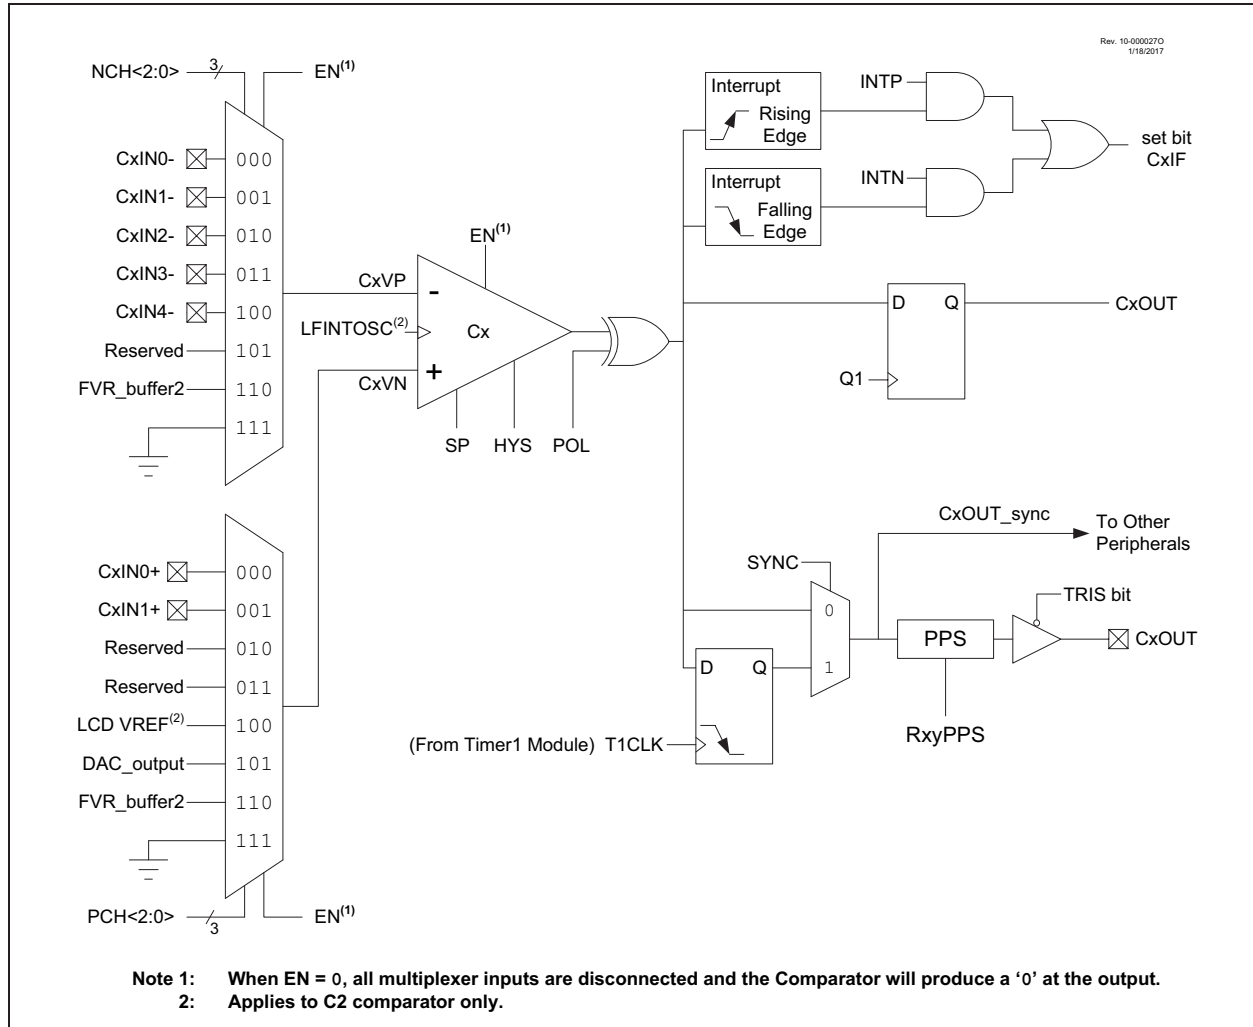 Rev. 10-000027O
1/18/2017
NCH<2:0>
3
EN(1)
CxIN0-
000
CxIN1-
001
CxIN2-
010
CxIN3-
011
CxIN4-
100
Reserved
101
FVR_buffer2
110
111
CxVP
EN(1)
-
LFINTOSC(2)
Cx
+
CxVN
SP
HYS
POL
Interrupt
Rising
Edge
INTP
Interrupt
Falling
Edge
INTN
set bit
CxIF
D
Q
Q1
CxOUT
CxIN0+
000
CxIN1+
001
Reserved
010
Reserved
011
LCD VREF(2)
100
DAC_output
101
FVR_buffer2
110
111
PCH<2:0>
3
EN(1)
SYNC
0
1
D
Q
(From Timer1 Module) T1CLK
CxOUT_sync
To Other
Peripherals
TRIS bit
PPS
CxOUT
RxyPPS
Note 1: When EN = 0, all multiplexer inputs are disconnected and the Comparator will produce a ‘0’ at the output.
2: Applies to C2 comparator only.